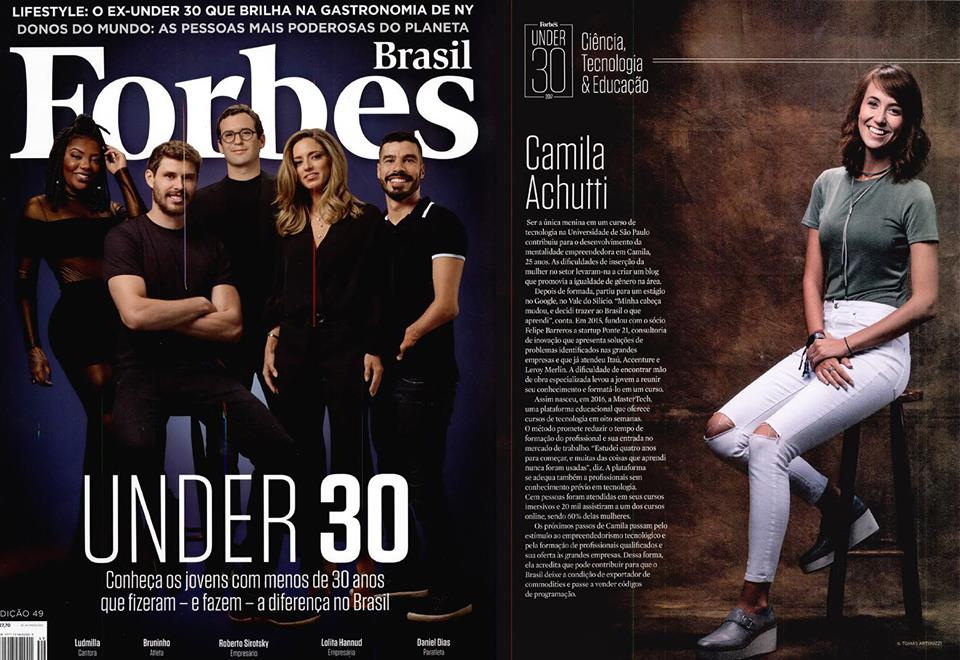 LIFESTYLE: O EX-UNDER 30 QUE BRILHA NA GASTRONOMIA DE NY
DONOS DO MUNDO: AS PESSOAS MAIS PODEROSAS DO PLANETA
Forbes
Brasil
UNDER 30
Conheça os jovens com menos de 30 anos
que fizeram – e fazem – a diferença no Brasil
DIÇÃO 49
Ludmilla
Cantora
Bruninho
Atleta
Roberto Sirotsky
Empresário
Lolita Hannud
Empresária
Daniel Dias
Paratleta
Forbes
UNDER
30
2017
Ciência,
Tecnologia
& Educação
Camila
Achutti
Ser a única menina em um curso de
tecnologia na Universidade de São Paulo
contribuiu para o desenvolvimento da
mentalidade empreendedora em Camila,
25 anos. As dificuldades de inserção da
mulher no setor levaram-na a criar um blog
que promovia a igualdade de gênero na área.
Depois de formada, partiu para um estágio
no Google, no Vale do Silício. “Minha cabeça
mudou, e decidi trazer ao Brasil o que
aprendi”, conta. Em 2015, fundou com o sócio
Felipe Barreros a startup Ponte 21, consultoria
de inovação que apresenta soluções de
problemas identificados nas grandes
empresas e que já atendeu Itaú, Accenture e
Leroy Merlin. A dificuldade de encontrar mão
de obra especializada levou a jovem a reunir
seu conhecimento e formatá-lo em um curso.
Assim nasceu, em 2016, a MasterTech,
uma plataforma educacional que oferece
cursos de tecnologia em oito semanas.
O método promete reduzir o tempo de
formação do profissional e sua entrada no
mercado de trabalho. “Estudei quatro anos
para começar, e muitas das coisas que aprendi
nunca foram usadas”, diz. A plataforma
se adequa também a profissionais sem
conhecimento prévio em tecnologia.
Cem pessoas foram atendidas em seus cursos
imersivos e 20 mil assistiram a um dos cursos
online, sendo 60% delas mulheres.
Os próximos passos de Camila passam pelo
estímulo ao empreendedorismo tecnológico e
pela formação de profissionais qualificados e
sua oferta às grandes empresas. Dessa forma,
ela acredita que pode contribuir para que o
Brasil deixe a condição de exportador de
commodities e passe a vender códigos
de programação.